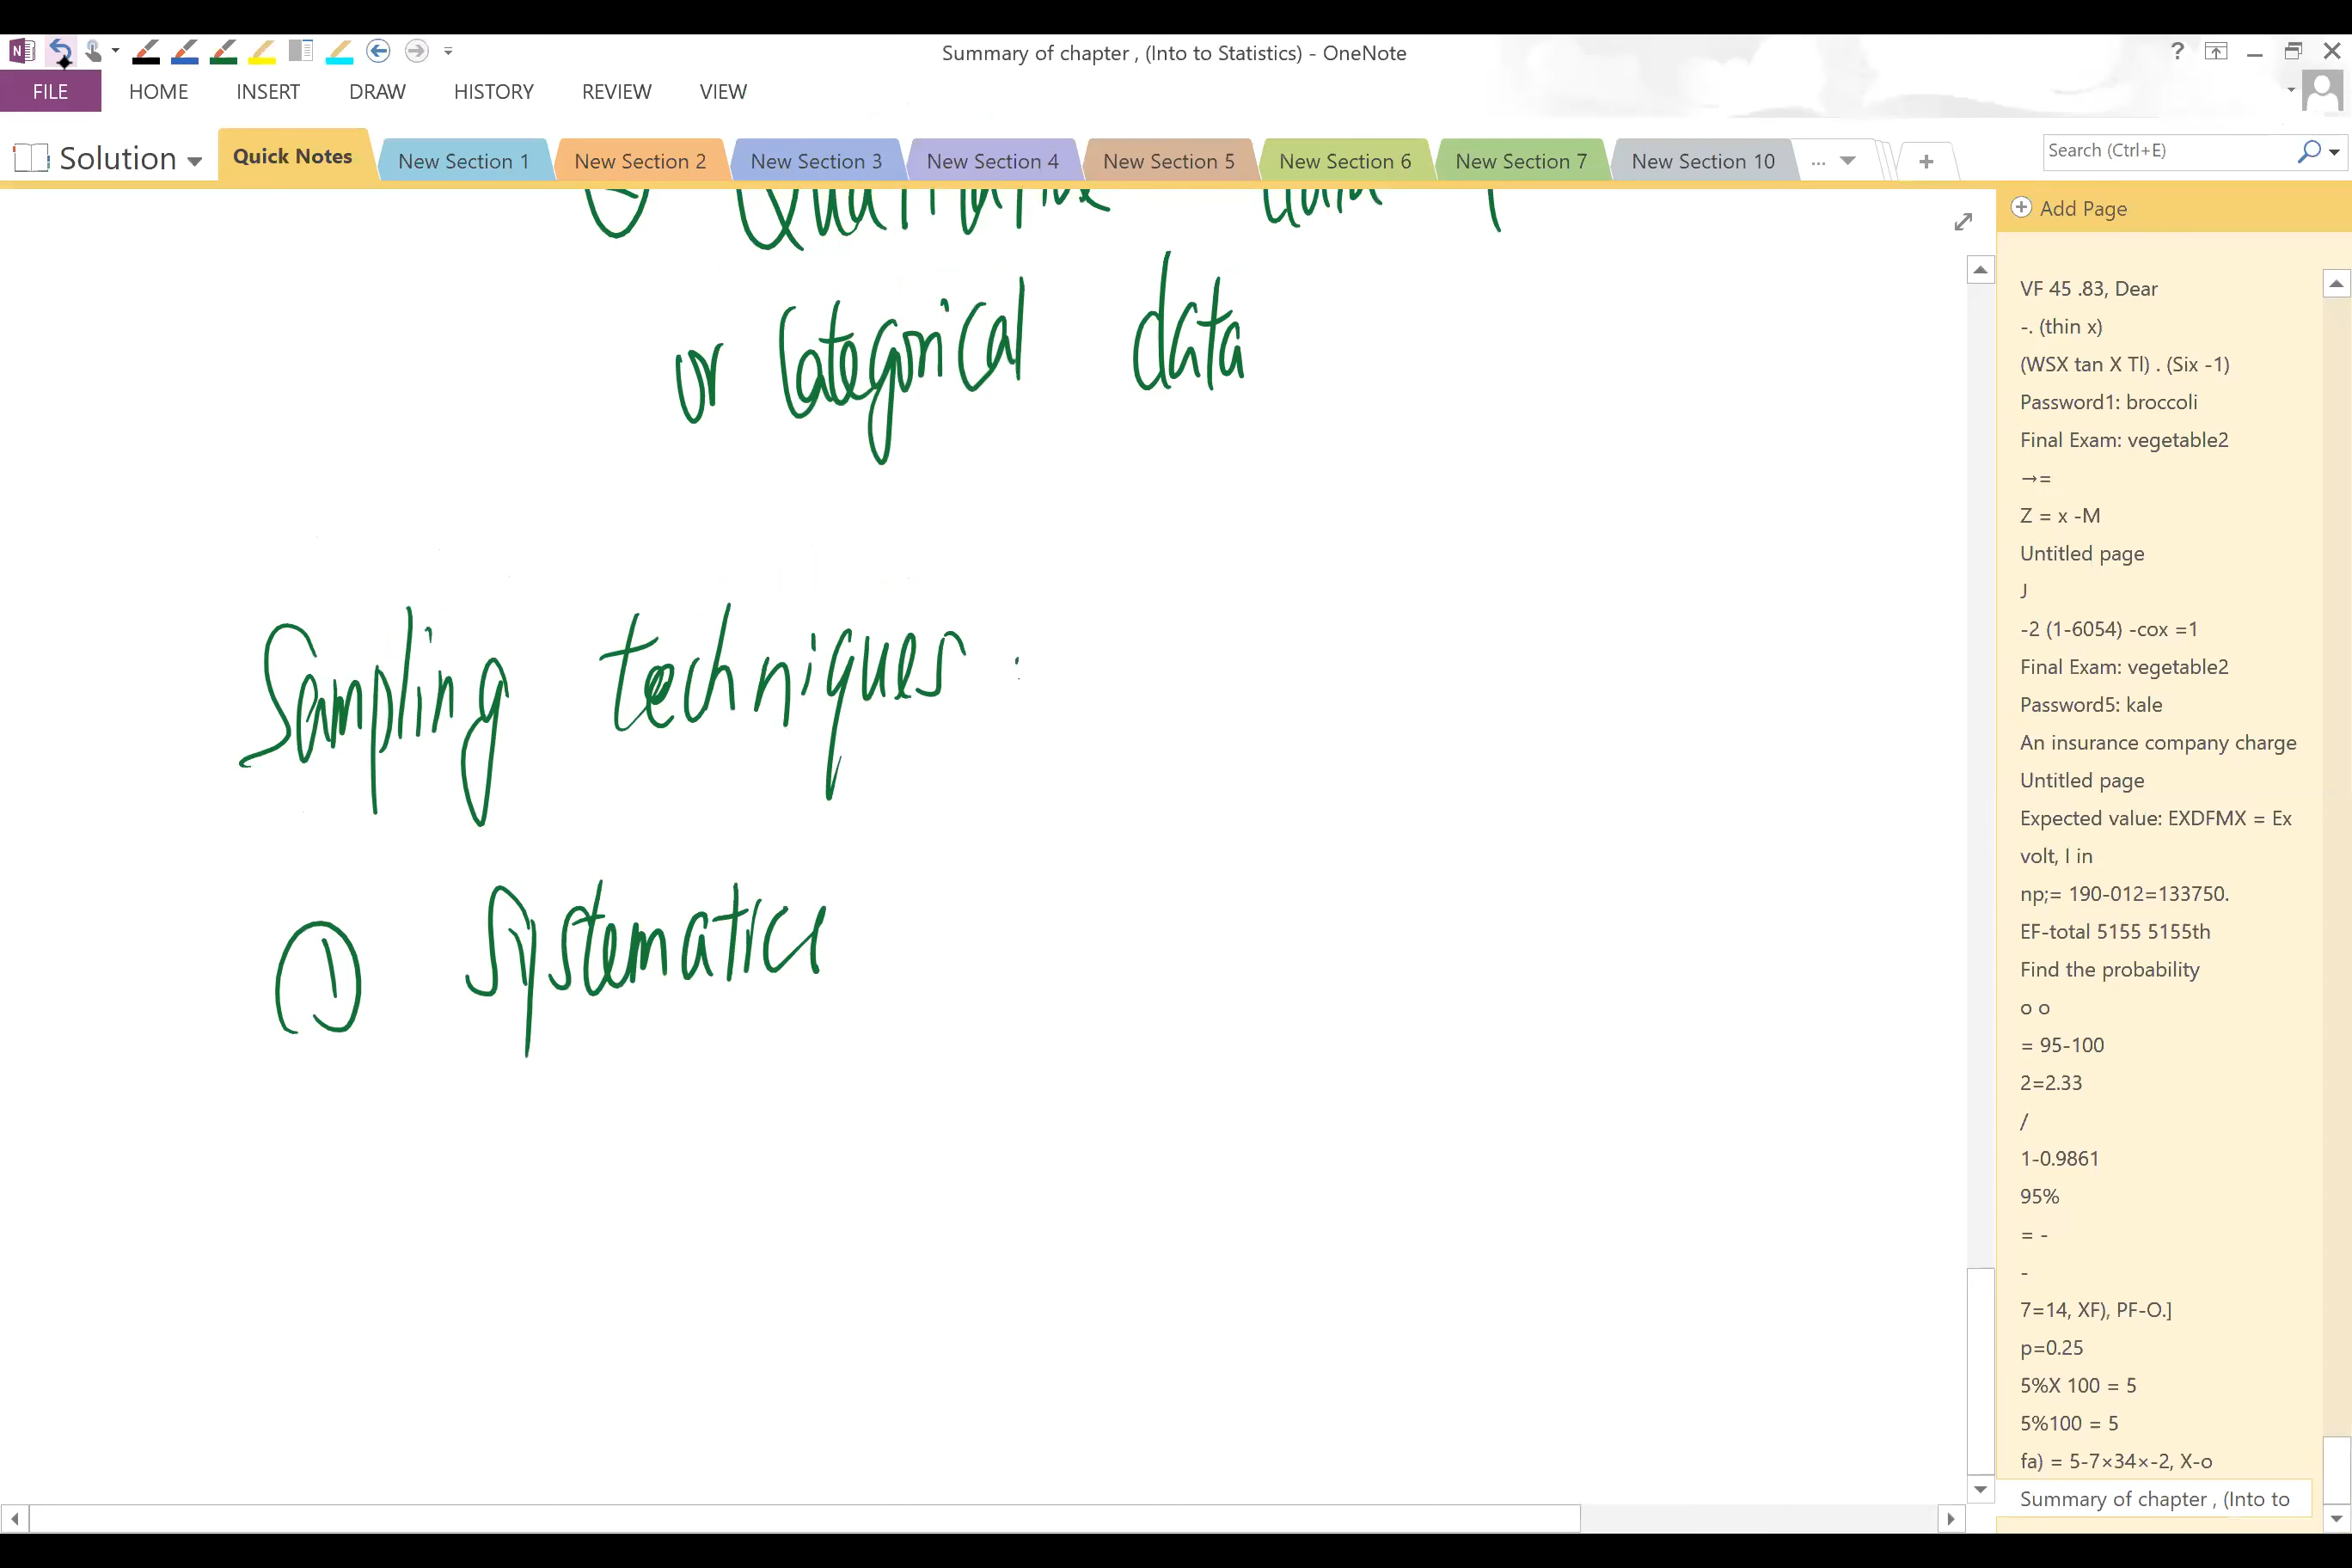 Summary of chapter , (Into to Statistics) - OneNote
?
FILE HOME INSERT DRAW HISTORY REVIEW VIEW
Solution Quick Notes New Section 1 New Section 2 New Section 3 New Section 4 New Section 5 New Section 6 New Section 7 New Section 10 ... +
Search (Ctrl+E)
Qualitative data
or Categorical data
Sampling techniques :
① Systematic
Add Page
VF 45 .83, Dear
-. (thin x)
(WSX tan X Tl) . (Six -1)
Password1: broccoli
Final Exam: vegetable2
→=
Z = x -M
Untitled page
J
-2 (1-6054) -cox =1
Final Exam: vegetable2
Password5: kale
An insurance company charge
Untitled page
Expected value: EXDFMX = Ex
volt, I in
np;= 190-012=133750.
EF-total 5155 5155th
Find the probability
o o
= 95-100
2=2.33
/
1-0.9861
95%
= -
-
7=14, XF), PF-O.]
p=0.25
5%X 100 = 5
5%100 = 5
fa) = 5-7×34×-2, X-o
Summary of chapter , (Into to